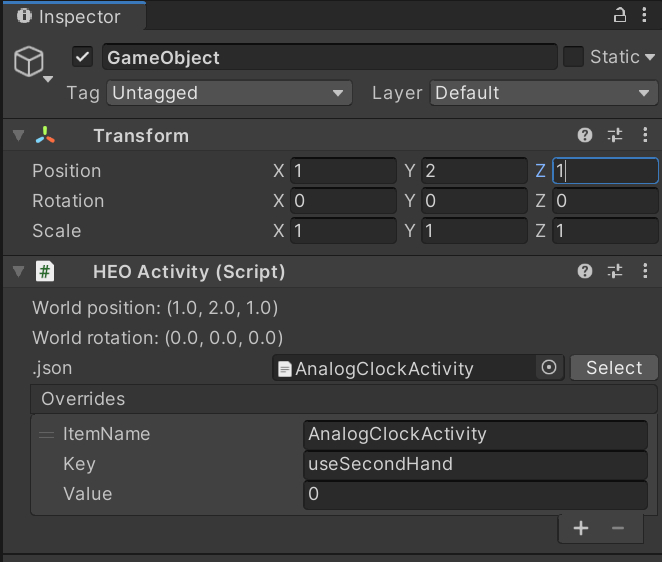 Inspector
GameObject
Static
Tag Untagged Layer Default
Transform
Position X 1 Y 2 Z 1
Rotation X 0 Y 0 Z 0
Scale X 1 Y 1 Z 1
# HEO Activity (Script)
World position: (1.0, 2.0, 1.0)
World rotation: (0.0, 0.0, 0.0)
.json AnalogClockActivity Select
Overrides
ItemName AnalogClockActivity
Key useSecondHand
Value 0